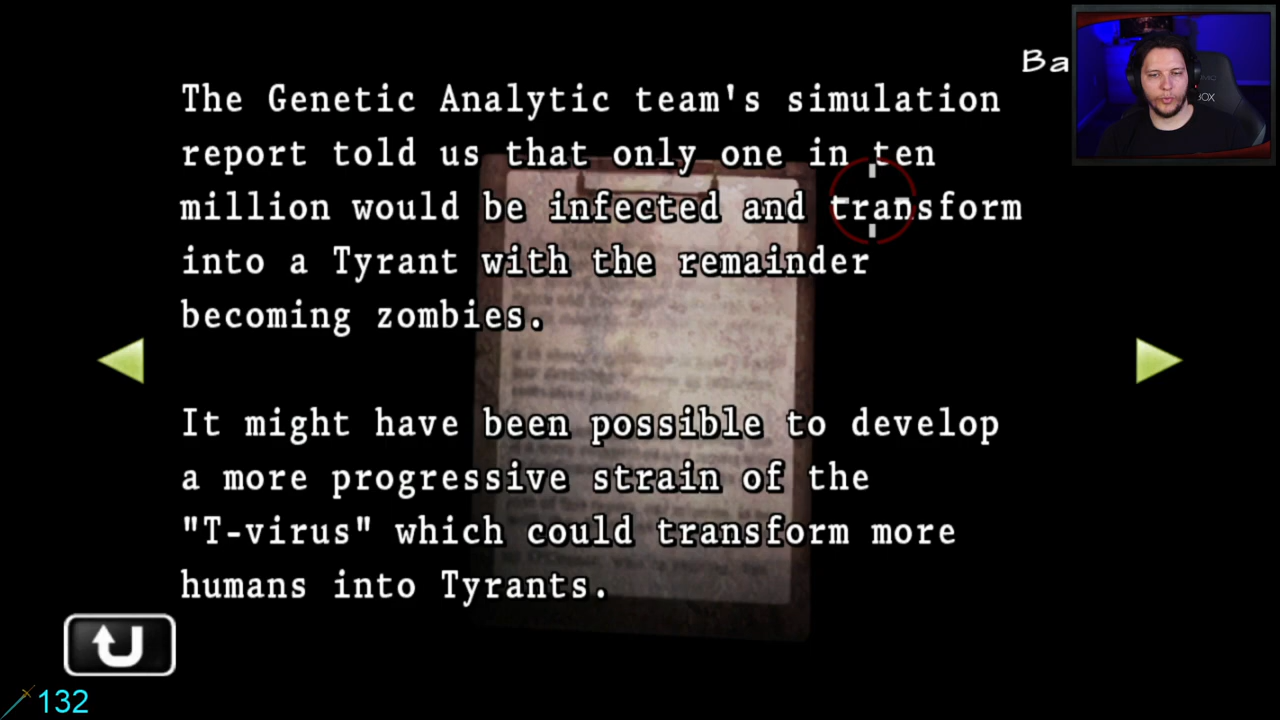 Ba
The Genetic Analytic team's simulation
report told us that only one in ten
million would be infected and transform
into a Tyrant with the remainder
becoming zombies.
It might have been possible to develop
a more progressive strain of the
"T-virus" which could transform more
humans into Tyrants.
132